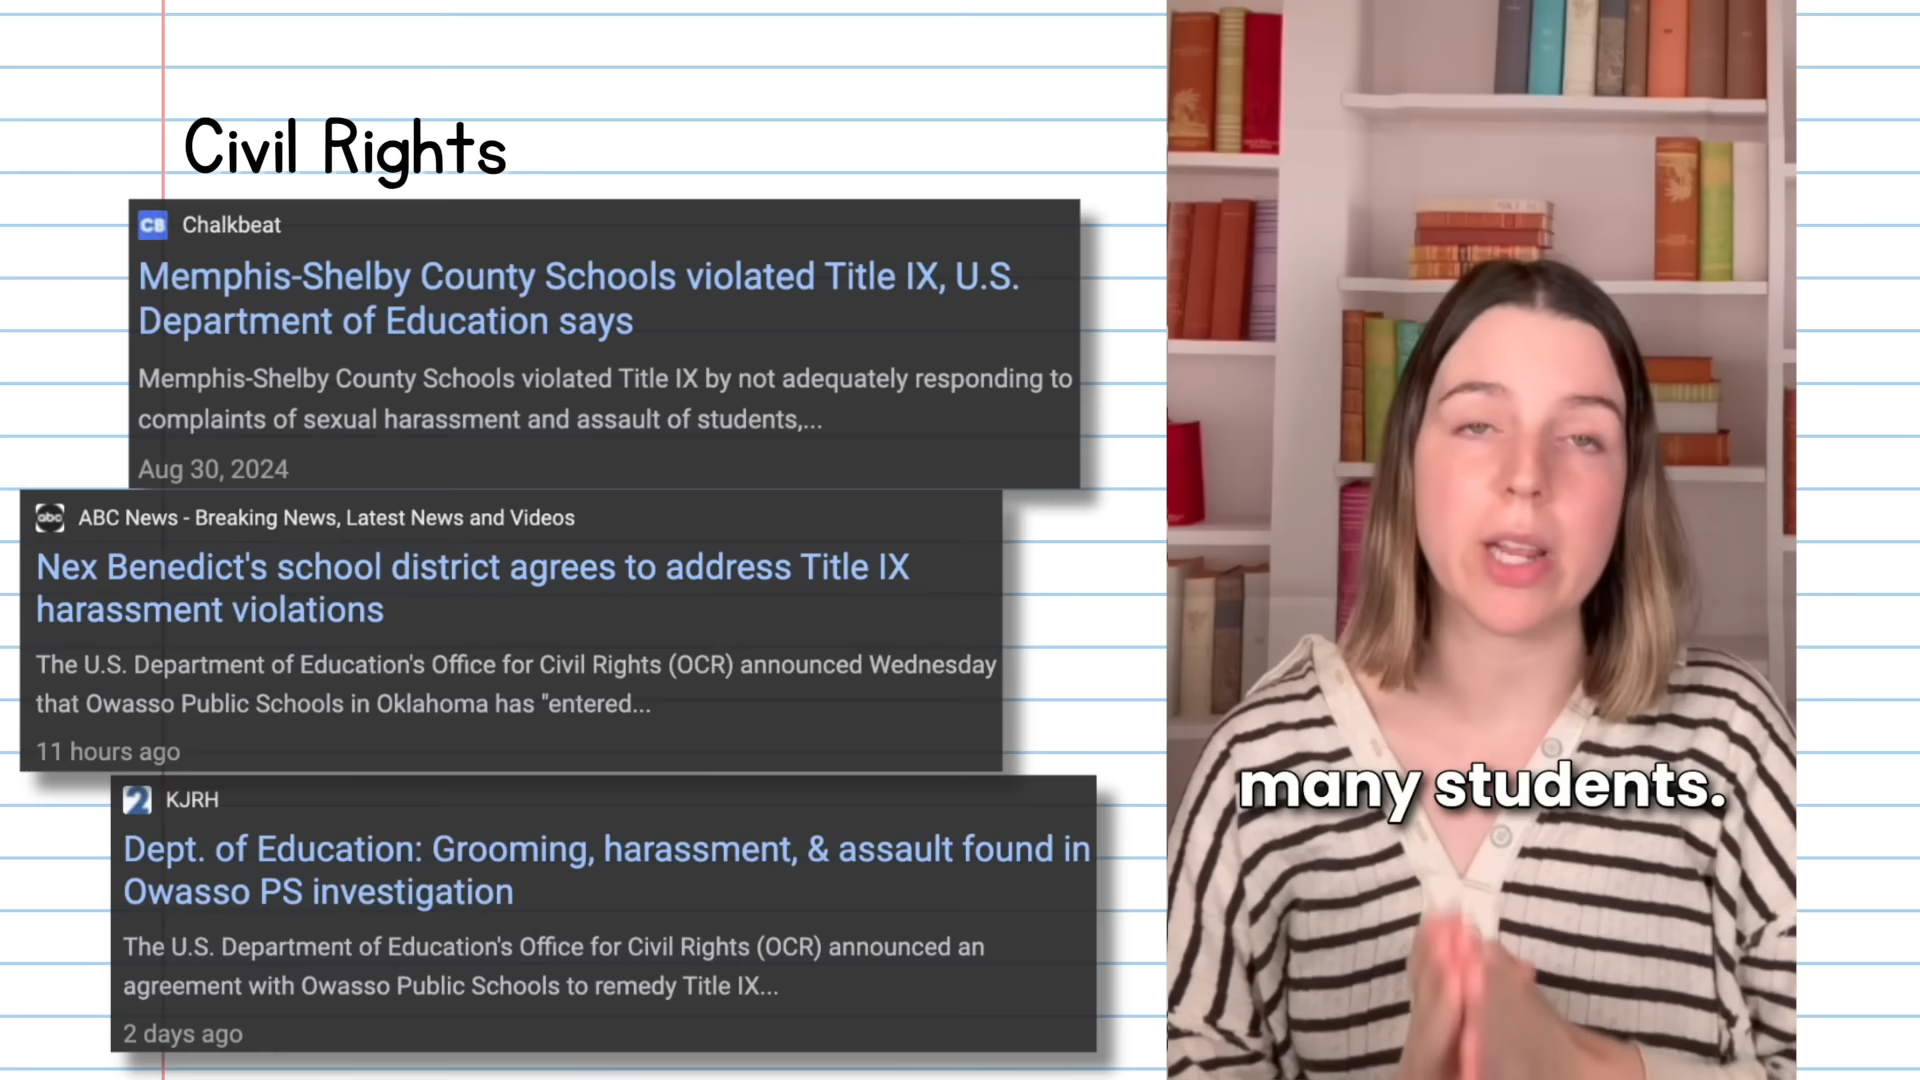 Civil Rights
CB Chalkbeat
Memphis-Shelby County Schools violated Title IX, U.S.
Department of Education says
Memphis-Shelby County Schools violated Title IX by not adequately responding to
complaints of sexual harassment and assault of students,...
Aug 30, 2024
abc ABC News - Breaking News, Latest News and Videos
Nex Benedict's school district agrees to address Title IX
harassment violations
The U.S. Department of Education's Office for Civil Rights (OCR) announced Wednesday
that Owasso Public Schools in Oklahoma has "entered...
11 hours ago
2 KJRH
Dept. of Education: Grooming, harassment, & assault found in
Owasso PS investigation
The U.S. Department of Education's Office for Civil Rights (OCR) announced an
agreement with Owasso Public Schools to remedy Title IX...
2 days ago
many students.